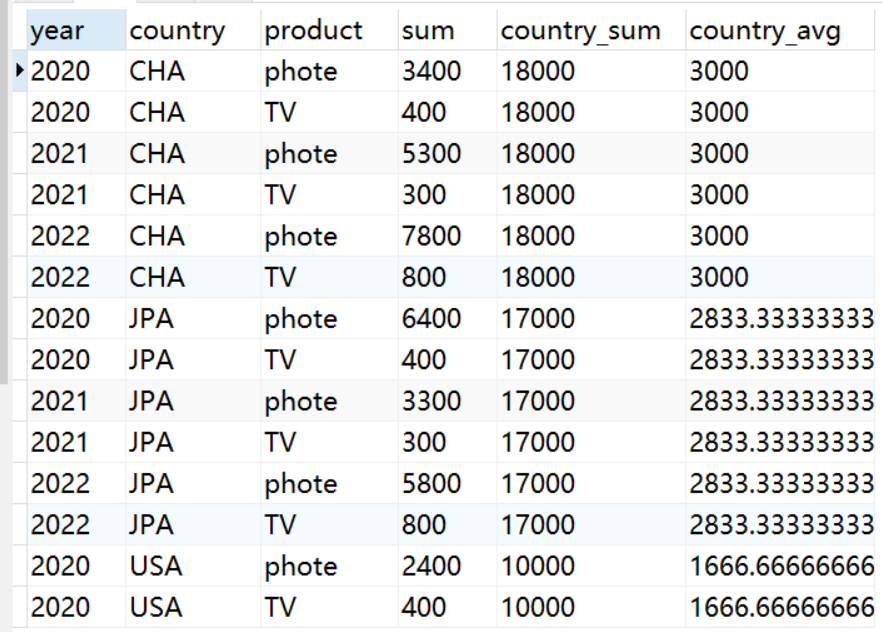 year country product sum country_sum country_avg
2020 CHA phote 3400 18000 3000
2020 CHA TV 400 18000 3000
2021 CHA phote 5300 18000 3000
2021 CHA TV 300 18000 3000
2022 CHA phote 7800 18000 3000
2022 CHA TV 800 18000 3000
2020 JPA phote 6400 17000 2833.33333333
2020 JPA TV 400 17000 2833.33333333
2021 JPA phote 3300 17000 2833.33333333
2021 JPA TV 300 17000 2833.33333333
2022 JPA phote 5800 17000 2833.33333333
2022 JPA TV 800 17000 2833.33333333
2020 USA phote 2400 10000 1666.66666666
2020 USA TV 400 10000 1666.66666666